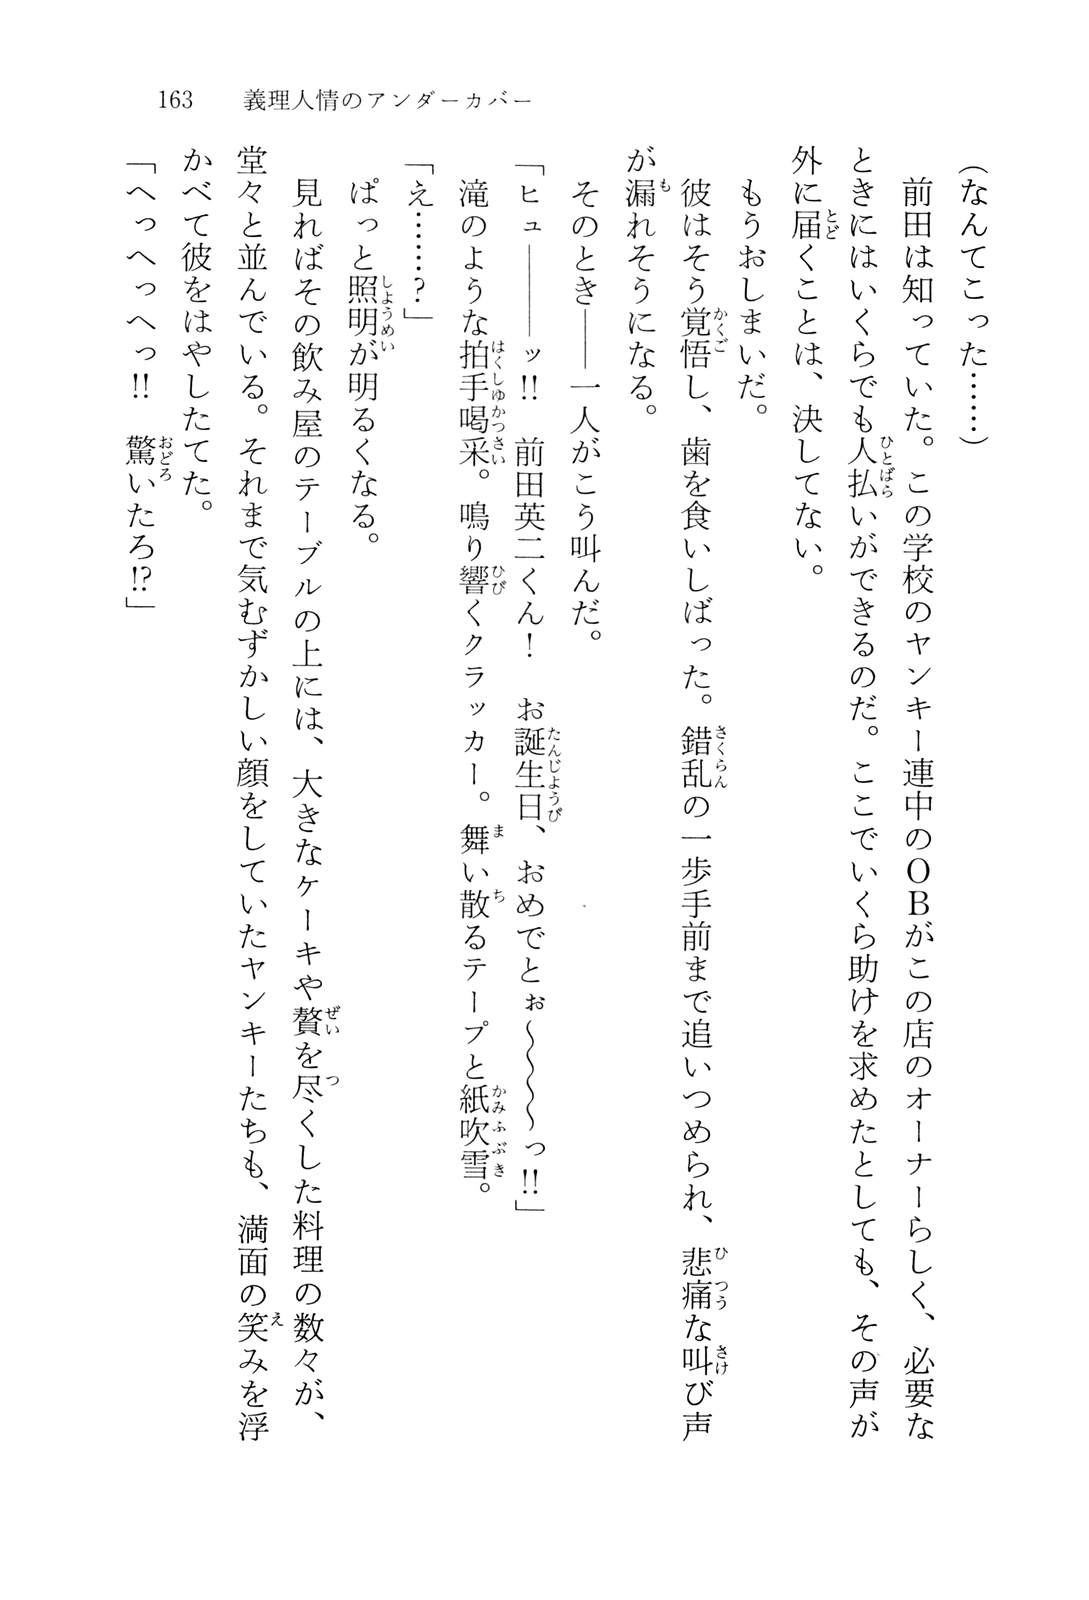 163 義理人情のアンダーカバー
(なんてこった……)
　前田は知っていた。この学校のヤンキー連中のＯＢがこの店のオーナーらしく、必要な
ときにはいくらでも人払いができるのだ。ここでいくら助けを求めたとしても、その声が
外に届くことは、決してない。
　もうおしまいだ。
　彼はそう覚悟し、歯を食いしばった。錯乱の一歩手前まで追いつめられ、悲痛な叫び声
が漏れそうになる。
　そのとき――一人がこう叫んだ。
「ヒュ――――ッ!!　前田英二くん！　お誕生日、おめでとぉ〜〜〜〜っ!!」
　滝のような拍手喝采。鳴り響くクラッカー。舞い散るテープと紙吹雪。
「え……？」
　ぱっと照明が明るくなる。
　見ればその飲み屋のテーブルの上には、大きなケーキや贅を尽くした料理の数々が、
堂々と並んでいる。それまで気むずかしい顔をしていたヤンキーたちも、満面の笑みを浮
かべて彼をはやしたてた。
「へっへっへっ!!　驚いたろ!?」